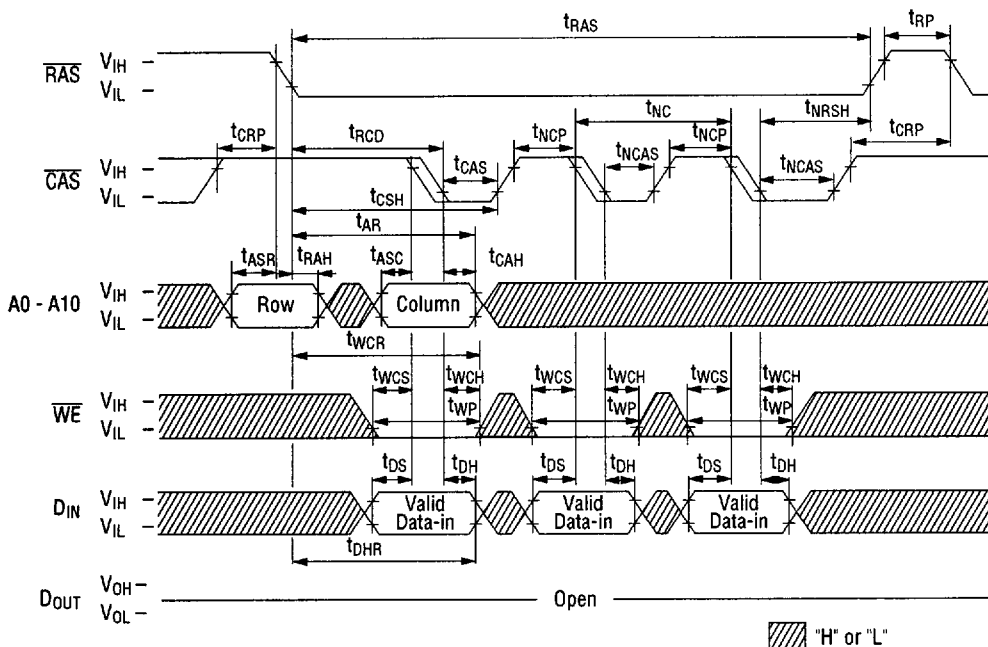 tRAS
tRP
RAS
VIH
VIL
tCRP
tRCD
tNC
tNRSH
tCAS
tNCP
tNCP
tCRP
CAS
VIH
VIL
tNCAS
tNCAS
tCSH
tAR
tASR
tRAH
tASC
tCAH
A0 - A10
VIH
VIL
Row
Column
tWCR
tWCS
tWCH
tWCS
tWCH
tWCS
tWCH
WE
VIH
VIL
tWP
tWP
tWP
tDS
tDH
tDS
tDH
tDS
tDH
DIN
VIH
VIL
Valid
Data-in
Valid
Data-in
Valid
Data-in
tDHR
DOUT
VOH
VOL
Open
"H" or "L"